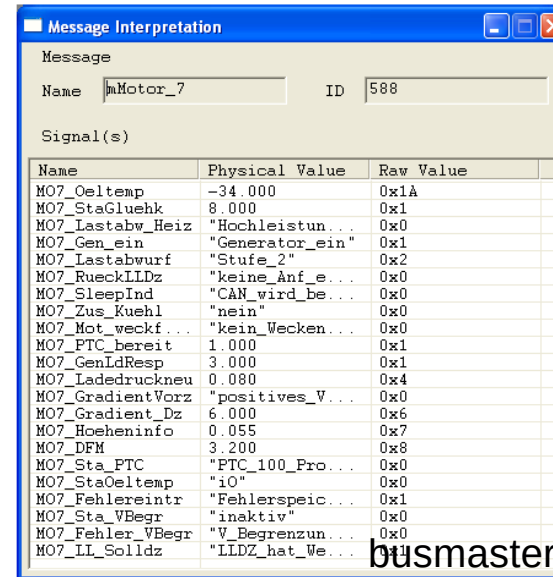 Message Interpretation
Message
Name mMotor_7 ID 588
Signal(s)
Name Physical Value Raw Value
MO7_Oeltemp -34.000 0x1A
MO7_StaGluehk 8.000 0x1
MO7_Lastabw_Heiz "Hochleistun... 0x0
MO7_Gen_ein "Generator_ein" 0x1
MO7_Lastabwurf "Stufe_2" 0x2
MO7_RueckLLDz "keine_Anf_e... 0x0
MO7_SleepInd "CAN_wird_be... 0x0
MO7_Zus_Kuehl "nein" 0x0
MO7_Mot_weckf... "kein_Wecken... 0x0
MO7_PTC_bereit 1.000 0x1
MO7_GenLdResp 3.000 0x1
MO7_Ladedruckneu 0.080 0x4
MO7_GradientVorz "positives_V... 0x0
MO7_Gradient_Dz 6.000 0x6
MO7_Hoeheninfo 0.055 0x7
MO7_DFM 3.200 0x8
MO7_Sta_PTC "PTC_100_Pro... 0x0
MO7_StaOeltemp "iO" 0x0
MO7_Fehlereintr "Fehlerspeic... 0x1
MO7_Sta_VBegr "inaktiv" 0x0
MO7_Fehler_VBegr "V_Begrenzun... 0x0
MO7_LL_Solldz "LLDZ_hat_We... 0x1
busmaster